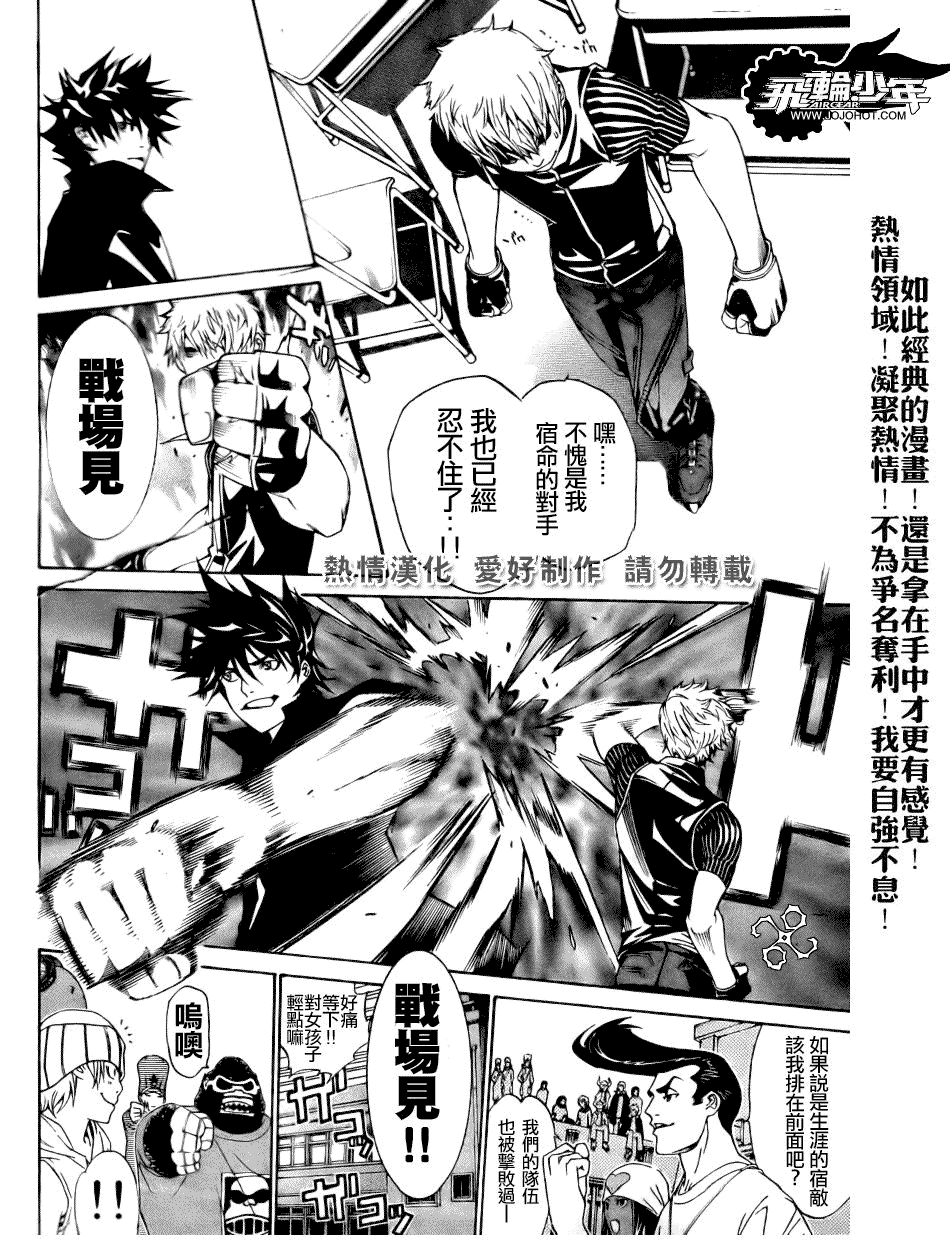 飛輪少年
AIR GEAR
WWW.JOJOHOT.COM
如此經典的漫畫！還是拿在手中才更有感覺！
熱情領域！凝聚熱情！不為爭名奪利！我要自強不息！
嘿……
不愧是我
宿命的對手
我也已經
忍不住了…!!
戰場見
熱情漢化 愛好制作 請勿轉載
如果說是生涯的宿敵
該我排在前面吧？
我們的隊伍
也被擊敗過—
戰場見!!
好痛
等下!!
對女孩子
輕點嘛
嗚噢
!!